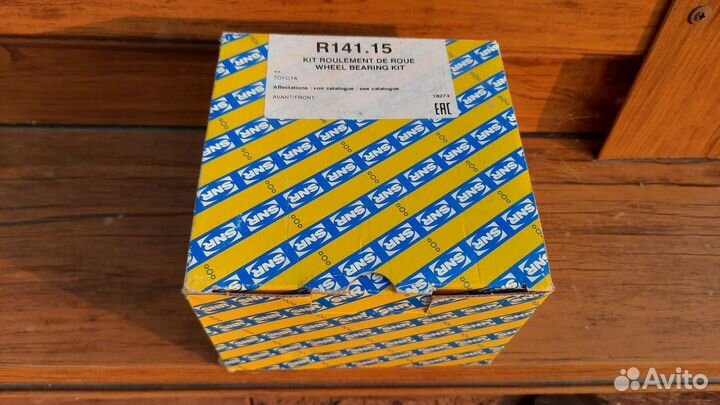 R141.15
KIT ROULEMENT DE ROUE
WHEEL BEARING KIT
**
TOYOTA
Affectations : voir catalogue / see catalogue
AVANT/FRONT
16273
EAC
SNR
Avito